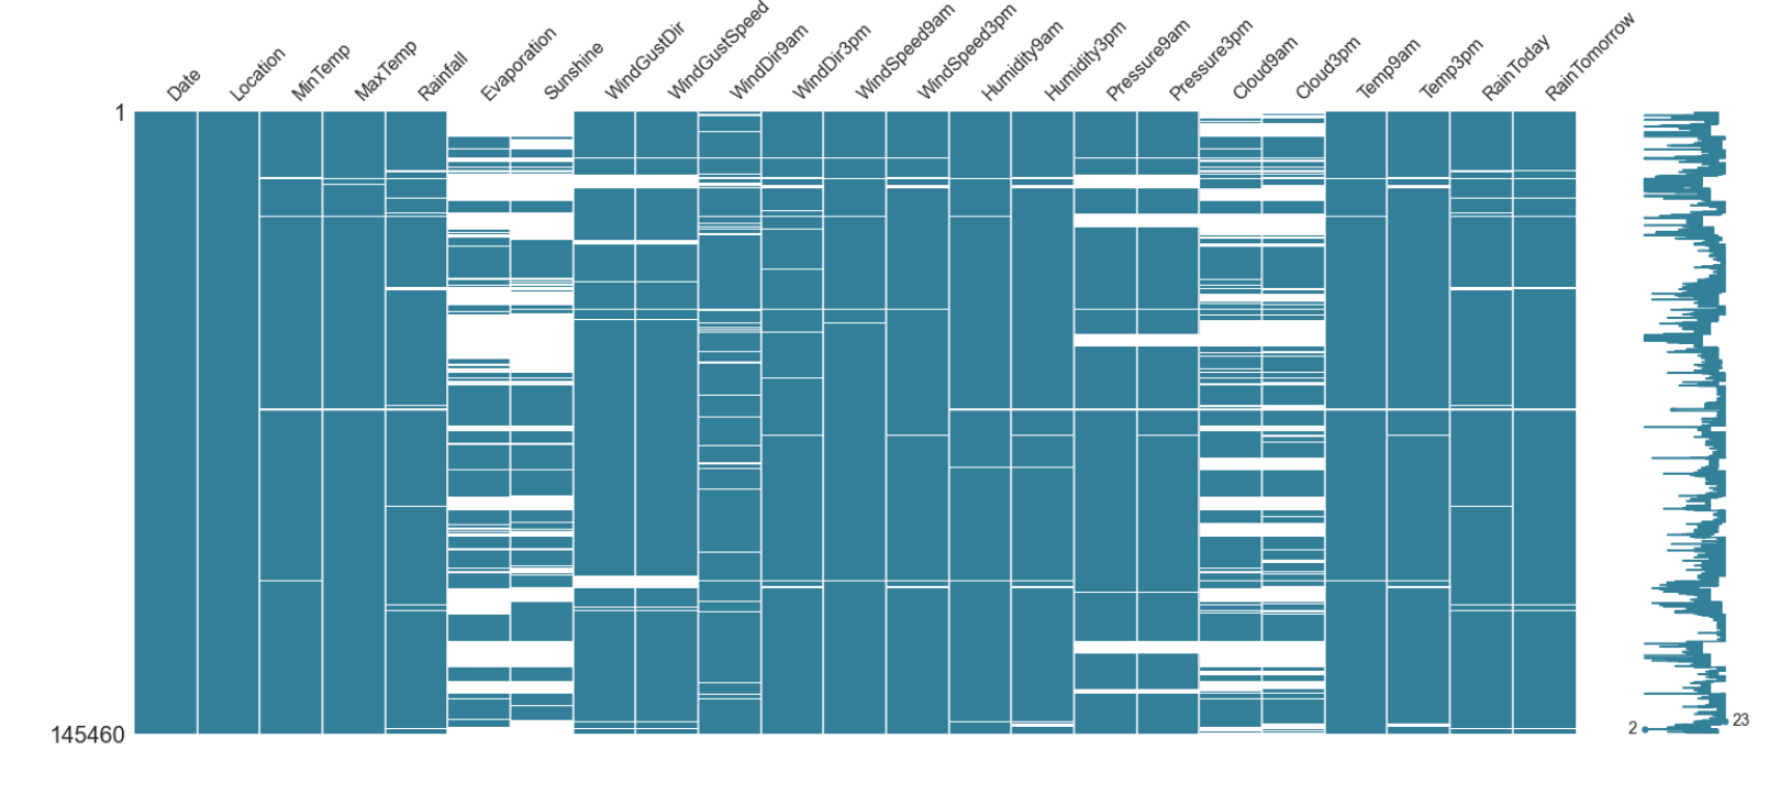 Date
Location
MinTemp
MaxTemp
Rainfall
Evaporation
Sunshine
WindGustDir
WindGustSpeed
WindDir9am
WindDir3pm
WindSpeed9am
WindSpeed3pm
Humidity9am
Humidity3pm
Pressure9am
Pressure3pm
Cloud9am
Cloud3pm
Temp9am
Temp3pm
RainToday
RainTomorrow
1
145460
2
23